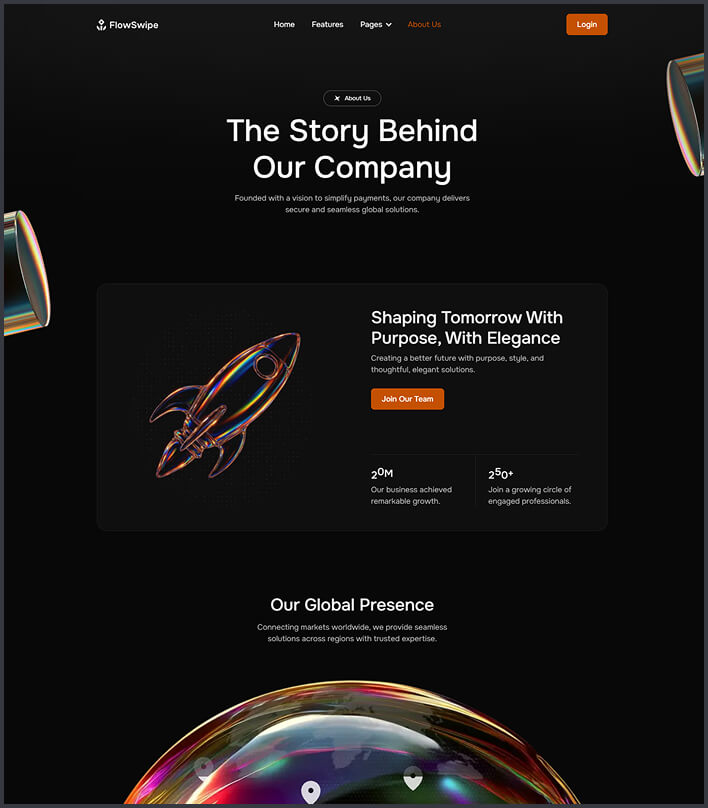 FlowSwipe
Home
Features
Pages
About Us
Login
About Us
The Story Behind
Our Company
Founded with a vision to simplify payments, our company delivers
secure and seamless global solutions.
Shaping Tomorrow With
Purpose, With Elegance
Creating a better future with purpose, style, and
thoughtful, elegant solutions.
Join Our Team
20M
Our business achieved
remarkable growth.
250+
Join a growing circle of
engaged professionals.
Our Global Presence
Connecting markets worldwide, we provide seamless
solutions across regions with trusted expertise.